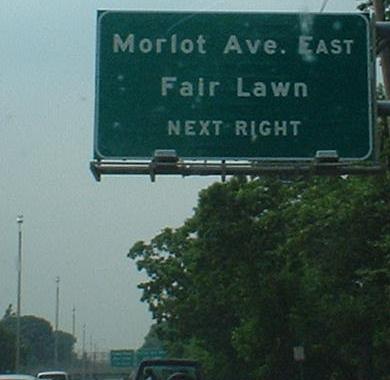 Morlot Ave. EAST
Fair Lawn
NEXT RIGHT